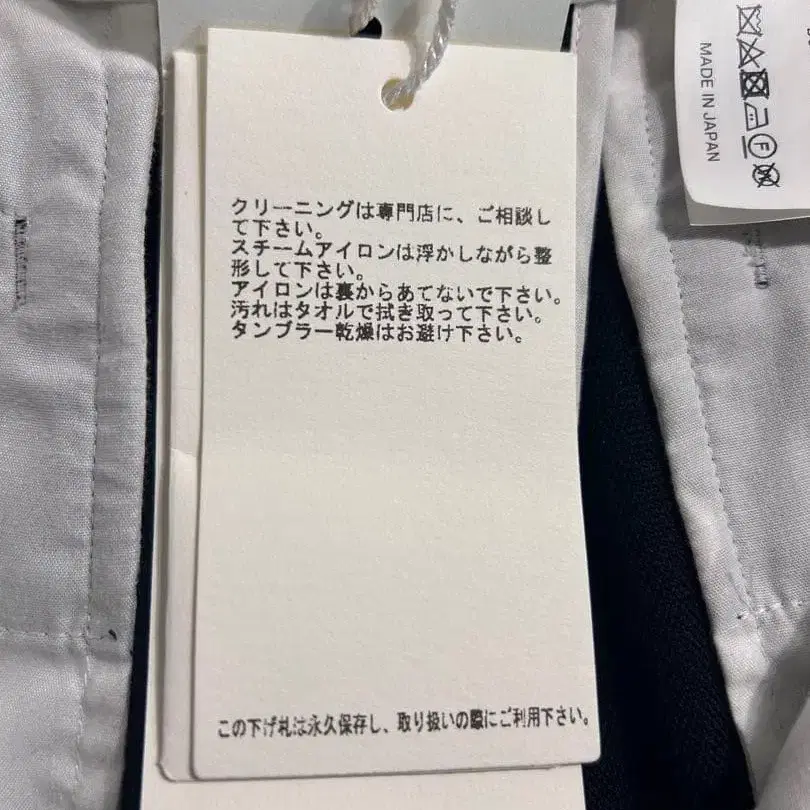 クリーニングは専門店に、ご相談し
て下さい。
スチームアイロンは浮かしながら整
形して下さい。
アイロンは裏からあてないで下さい。
汚れはタオルで拭き取って下さい。
タンブラー乾燥はお避け下さい。
この下げ札は永久保存し、取り扱いの際にご利用下さい。
MADE IN JAPAN
F